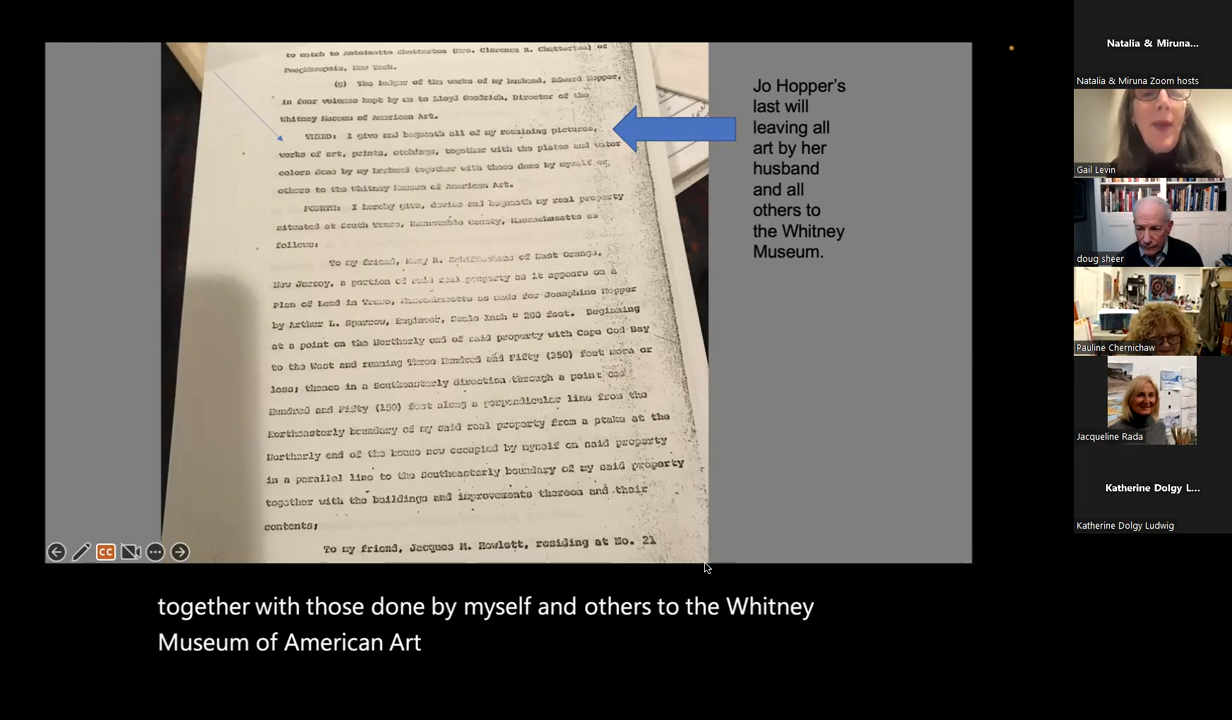 to watch to Antoinette Chatterton (Mrs. Clarence R. Chatterton) of
Poughkeepsie, New York.
(g) The ledger of the works of my husband, Edward Hopper,
in four volumes kept by me to Lloyd Goodrich, Director of the
Whitney Museum of American Art.
THIRD: I give and bequeath all of my remaining pictures,
works of art, prints, etchings, together with the plates and water
colors done by my husband together with those done by myself or
others to the Whitney Museum of American Art.
FOURTH: I hereby give, devise and bequeath my real property
situated at South Truro, Barnstable County, Massachusetts as
follows:
To my friend, Mary R. of East Orange,
New Jersey, a portion of said real property as it appears on a
Plan of Land in Truro, Massachusetts as made for Josephine Hopper
by Arthur L. Sparrow, Engineer, Scale Inch = 200 feet. Beginning
at a point on the Northerly end of said property with Cape Cod Bay
to the West and running Three Hundred and Fifty (350) feet more or
less; thence in a Southeasterly direction through a point One
Hundred and Fifty (150) feet along a perpendicular line from the
Northeasterly boundary of my said real property from a stake at the
Northerly end of the house now occupied by myself on said property
in a parallel line to the Southeasterly boundary of my said property
together with the buildings and improvements thereon and their
contents;
To my friend, Jacques M. Howlett, residing at No. 21
Jo Hopper's
last will
leaving all
art by her
husband
and all
others to
the Whitney
Museum.
CC
together with those done by myself and others to the Whitney
Museum of American Art
Natalia & Miruna...
Natalia & Miruna Zoom hosts
Gail Levin
doug sheer
Pauline Chernichaw
Jacqueline Rada
Katherine Dolgy L...
Katherine Dolgy Ludwig